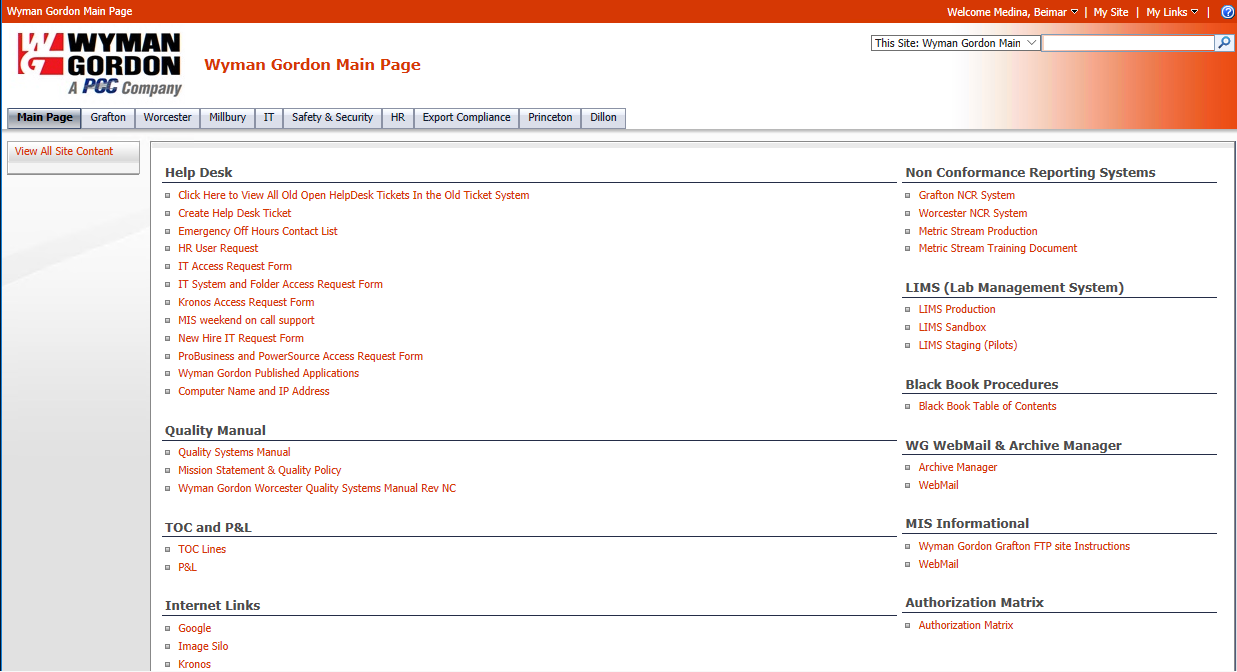 Wyman Gordon Main Page
Welcome Medina, Beimar | My Site | My Links |
WYMAN GORDON
A PCC Company
Wyman Gordon Main Page
This Site: Wyman Gordon Main
Main Page Grafton Worcester Millbury IT Safety & Security HR Export Compliance Princeton Dillon
View All Site Content
Help Desk
Click Here to View All Old Open HelpDesk Tickets In the Old Ticket System
Create Help Desk Ticket
Emergency Off Hours Contact List
HR User Request
IT Access Request Form
IT System and Folder Access Request Form
Kronos Access Request Form
MIS weekend on call support
New Hire IT Request Form
ProBusiness and PowerSource Access Request Form
Wyman Gordon Published Applications
Computer Name and IP Address
Quality Manual
Quality Systems Manual
Mission Statement & Quality Policy
Wyman Gordon Worcester Quality Systems Manual Rev NC
TOC and P&L
TOC Lines
P&L
Internet Links
Google
Image Silo
Kronos
Non Conformance Reporting Systems
Grafton NCR System
Worcester NCR System
Metric Stream Production
Metric Stream Training Document
LIMS (Lab Management System)
LIMS Production
LIMS Sandbox
LIMS Staging (Pilots)
Black Book Procedures
Black Book Table of Contents
WG WebMail & Archive Manager
Archive Manager
WebMail
MIS Informational
Wyman Gordon Grafton FTP site Instructions
WebMail
Authorization Matrix
Authorization Matrix